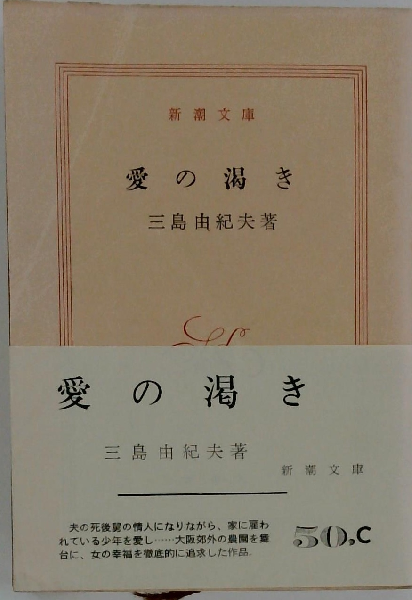 新潮文庫
愛の渇き
三島由紀夫著
愛の渇き
三島由紀夫著
新潮文庫
夫の死後舅の情人になりながら、家に雇わ
れている少年を愛し……大阪郊外の農園を舞
台に、女の幸福を徹底的に追求した作品。
50.C